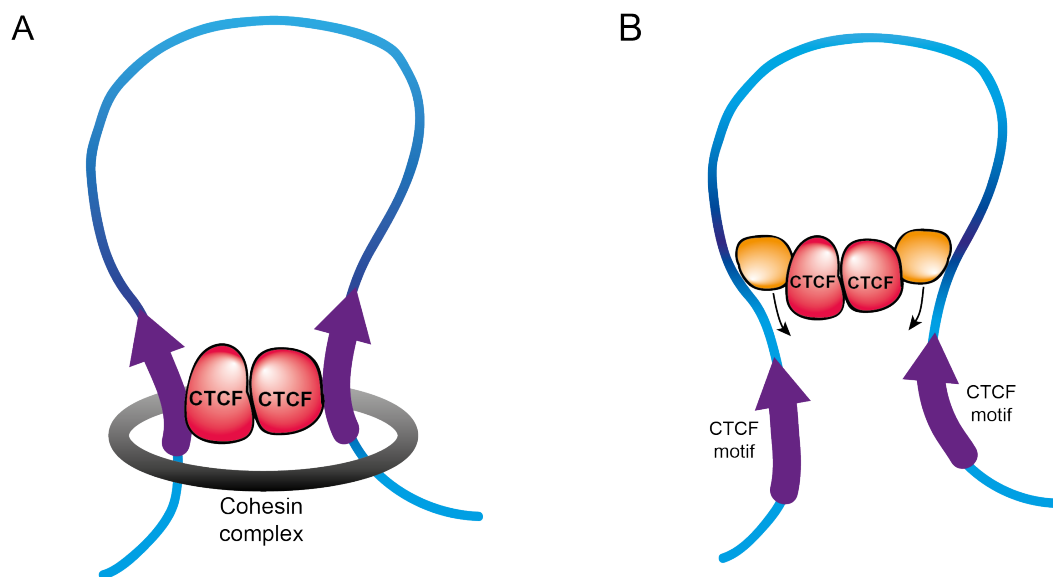 A
B
CTCF
CTCF
CTCF
CTCF
CTCF
motif
CTCF
motif
Cohesin
complex